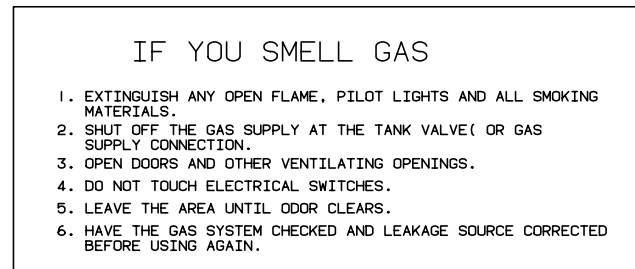 IF YOU SMELL GAS
1. EXTINGUISH ANY OPEN FLAME, PILOT LIGHTS AND ALL SMOKING
MATERIALS.
2. SHUT OFF THE GAS SUPPLY AT THE TANK VALVE( OR GAS
SUPPLY CONNECTION.
3. OPEN DOORS AND OTHER VENTILATING OPENINGS.
4. DO NOT TOUCH ELECTRICAL SWITCHES.
5. LEAVE THE AREA UNTIL ODOR CLEARS.
6. HAVE THE GAS SYSTEM CHECKED AND LEAKAGE SOURCE CORRECTED
BEFORE USING AGAIN.